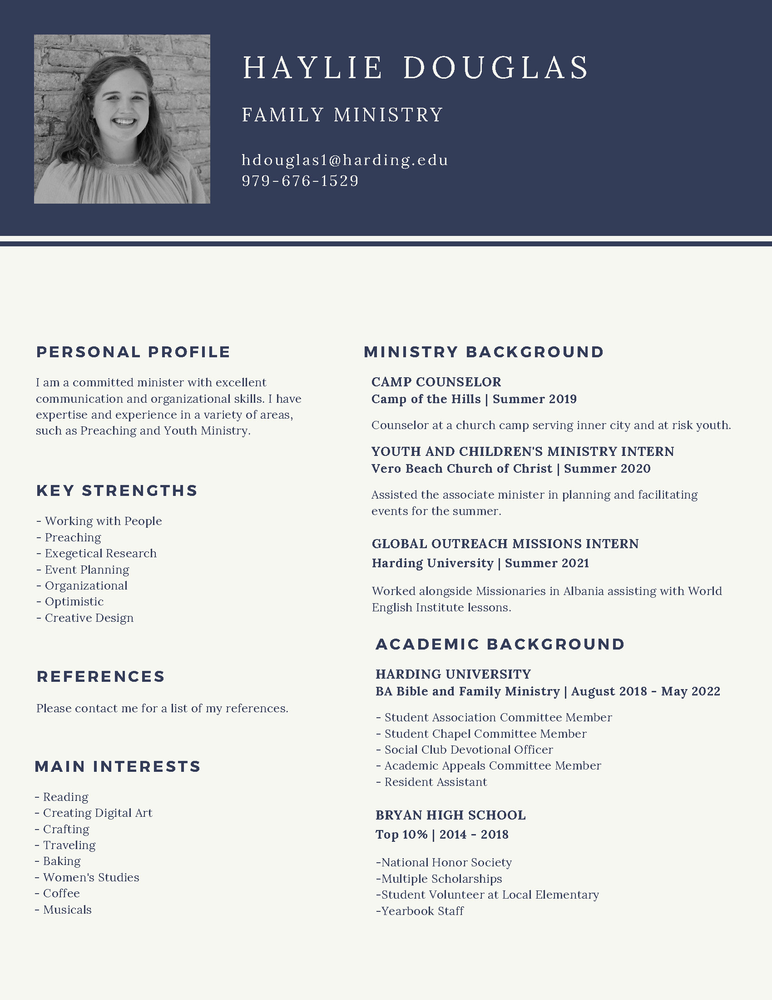 HAYLIE DOUGLAS
FAMILY MINISTRY
hdouglas1@harding.edu
979-676-1529
PERSONAL PROFILE
I am a committed minister with excellent
communication and organizational skills. I have
expertise and experience in a variety of areas,
such as Preaching and Youth Ministry.
KEY STRENGTHS
- Working with People
- Preaching
- Exegetical Research
- Event Planning
- Organizational
- Optimistic
- Creative Design
REFERENCES
Please contact me for a list of my references.
MAIN INTERESTS
- Reading
- Creating Digital Art
- Crafting
- Traveling
- Baking
- Women's Studies
- Coffee
- Musicals
MINISTRY BACKGROUND
CAMP COUNSELOR
Camp of the Hills | Summer 2019
Counselor at a church camp serving inner city and at risk youth.
YOUTH AND CHILDREN'S MINISTRY INTERN
Vero Beach Church of Christ | Summer 2020
Assisted the associate minister in planning and facilitating
events for the summer.
GLOBAL OUTREACH MISSIONS INTERN
Harding University | Summer 2021
Worked alongside Missionaries in Albania assisting with World
English Institute lessons.
ACADEMIC BACKGROUND
HARDING UNIVERSITY
BA Bible and Family Ministry | August 2018 - May 2022
- Student Association Committee Member
- Student Chapel Committee Member
- Social Club Devotional Officer
- Academic Appeals Committee Member
- Resident Assistant
BRYAN HIGH SCHOOL
Top 10% | 2014 - 2018
-National Honor Society
-Multiple Scholarships
-Student Volunteer at Local Elementary
-Yearbook Staff